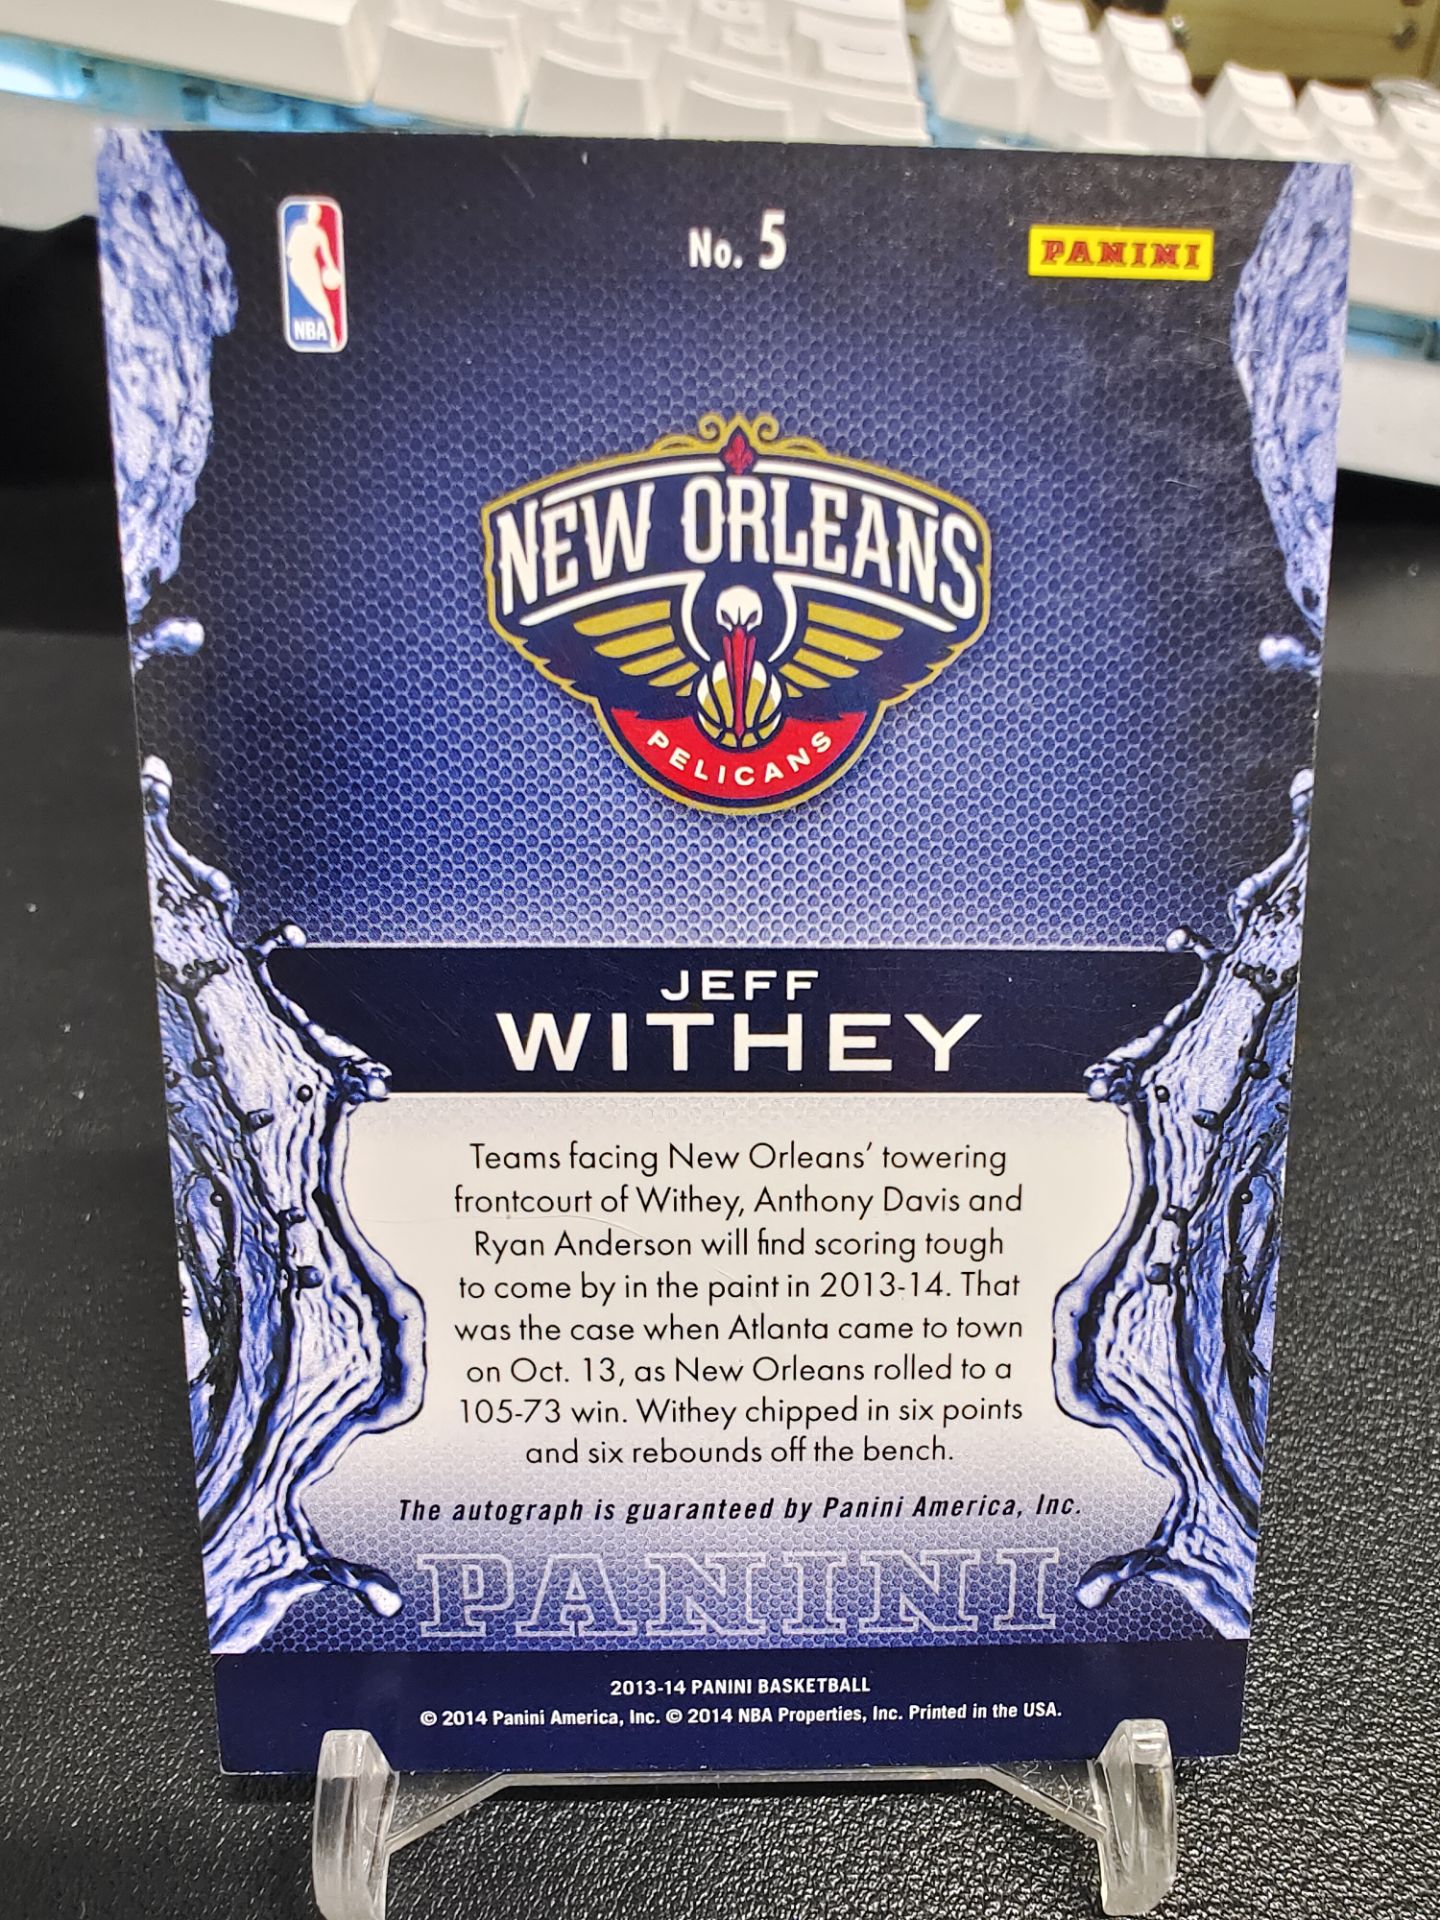 No. 5
PANINI
NBA
NEW ORLEANS
PELICANS
JEFF
WITHEY
Teams facing New Orleans’ towering
frontcourt of Withey, Anthony Davis and
Ryan Anderson will find scoring tough
to come by in the paint in 2013-14. That
was the case when Atlanta came to town
on Oct. 13, as New Orleans rolled to a
105-73 win. Withey chipped in six points
and six rebounds off the bench.
The autograph is guaranteed by Panini America, Inc.
PANINI
2013-14 PANINI BASKETBALL
© 2014 Panini America, Inc. © 2014 NBA Properties, Inc. Printed in the USA.